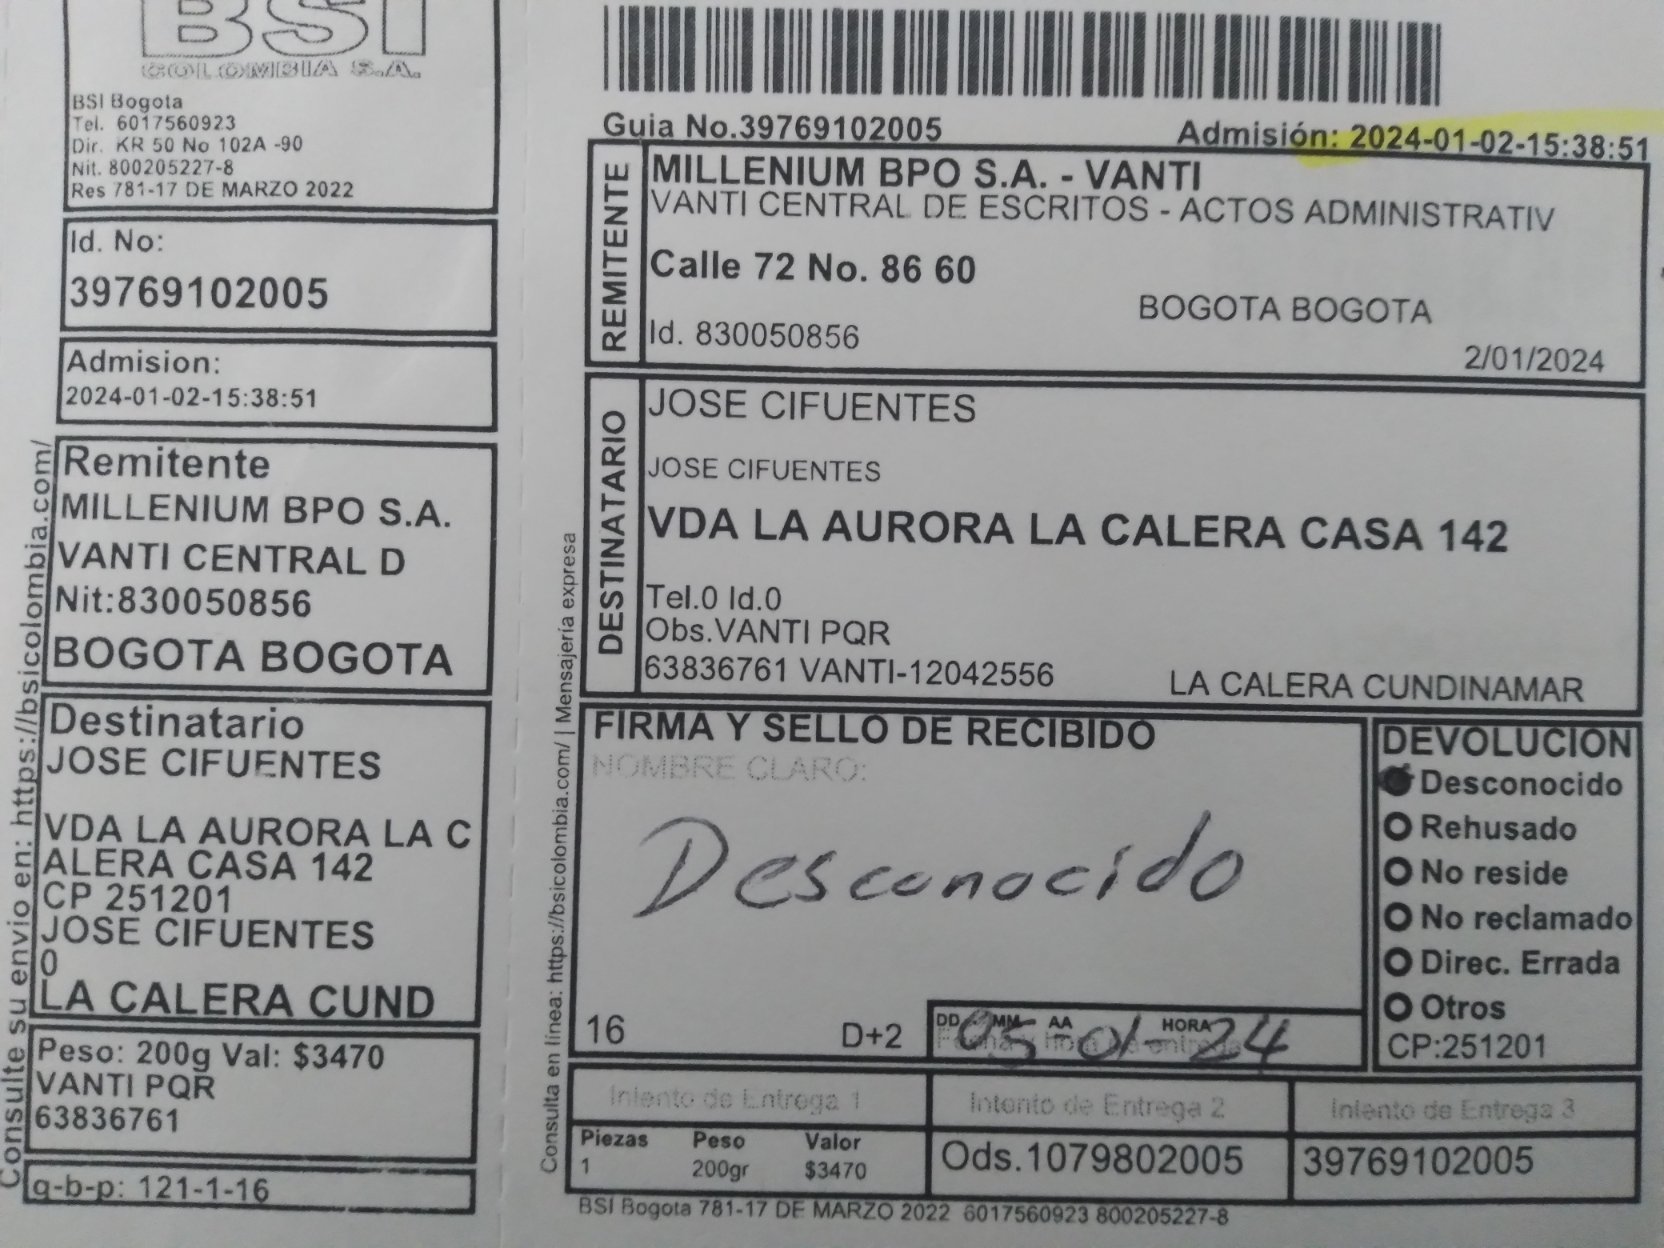 BSI
COLOMBIA S.A.
BSI Bogota
Tel. 6017560923
Dir. KR 50 No 102A -90
Nit. 800205227-8
Res 781-17 DE MARZO 2022
Id. No:
39769102005
Admision:
2024-01-02-15:38:51
Remitente
MILLENIUM BPO S.A.
VANTI CENTRAL D
Nit:830050856
BOGOTA BOGOTA
Destinatario
JOSE CIFUENTES
VDA LA AURORA LA C
ALERA CASA 142
CP 251201
JOSE CIFUENTES
0
LA CALERA CUND
Peso: 200g Val: $3470
VANTI PQR
63836761
g-b-p: 121-1-16
Consulte su envio en: https://bsicolombia.com/
Guia No.39769102005
Admisión: 2024-01-02-15:38:51
REMITENTE
MILLENIUM BPO S.A. - VANTI
VANTI CENTRAL DE ESCRITOS - ACTOS ADMINISTRATIV
Calle 72 No. 86 60
BOGOTA BOGOTA
Id. 830050856
2/01/2024
DESTINATARIO
JOSE CIFUENTES
JOSE CIFUENTES
VDA LA AURORA LA CALERA CASA 142
Tel.0 Id.0
Obs.VANTI PQR
63836761 VANTI-12042556
LA CALERA CUNDINAMAR
Consulta en línea: https://bsicolombia.com/ | Mensajería expresa
FIRMA Y SELLO DE RECIBIDO
NOMBRE CLARO:
Desconocido
16
D+2
DD MM AA HORA
Fecha y hora de entrega
05-01-24
DEVOLUCION
Desconocido
Rehusado
No reside
No reclamado
Direc. Errada
Otros
CP:251201
Intento de Entrega 1
Intento de Entrega 2
Intento de Entrega 3
Piezas Peso Valor
1 200gr $3470
Ods.1079802005
39769102005
BSI Bogota 781-17 DE MARZO 2022 6017560923 800205227-8